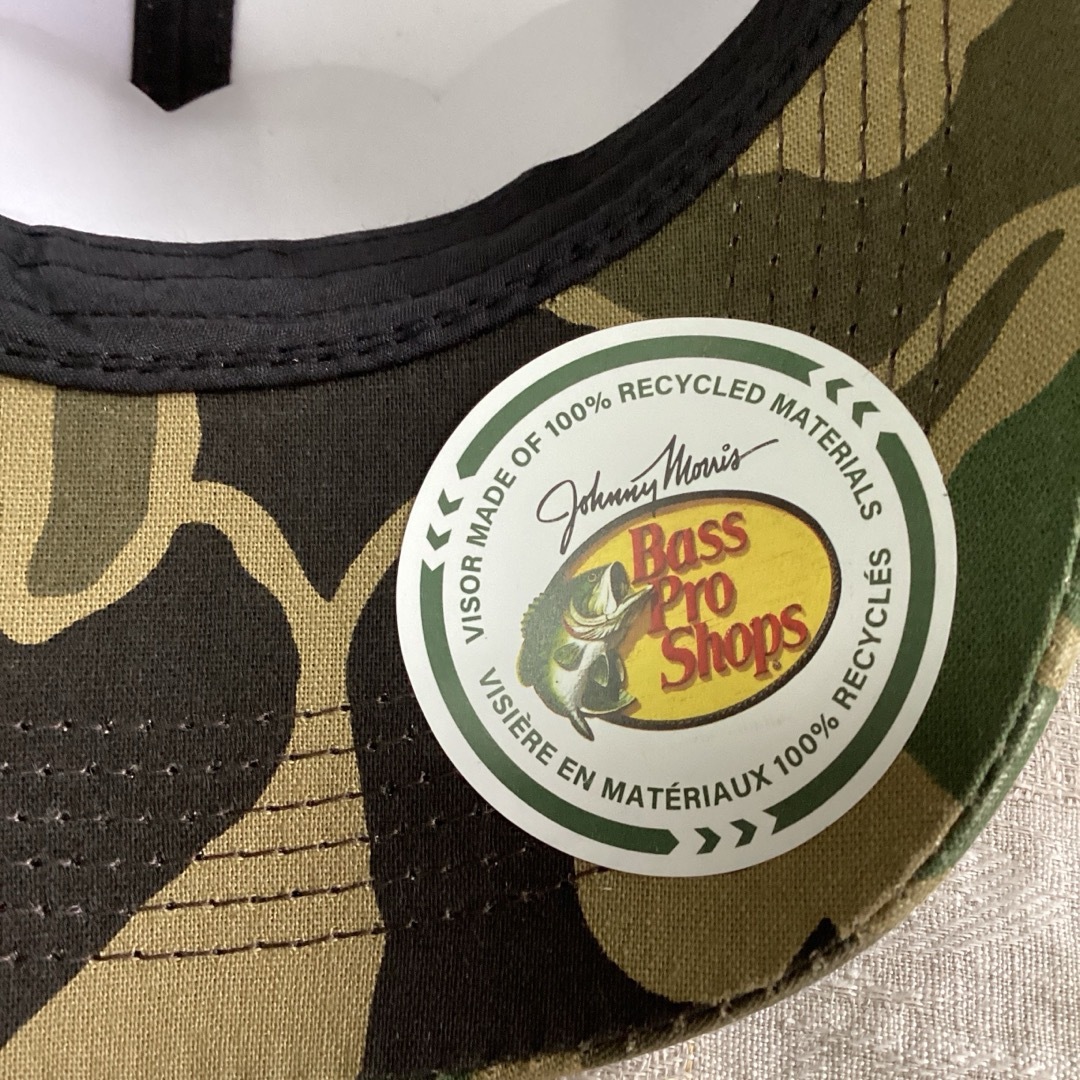 VISOR MADE OF 100% RECYCLED MATERIALS
Johnny Morris
Bass
Pro
Shops®
VISIÈRE EN MATÉRIAUX 100% RECYCLÉS